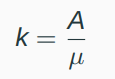 k = A / μ